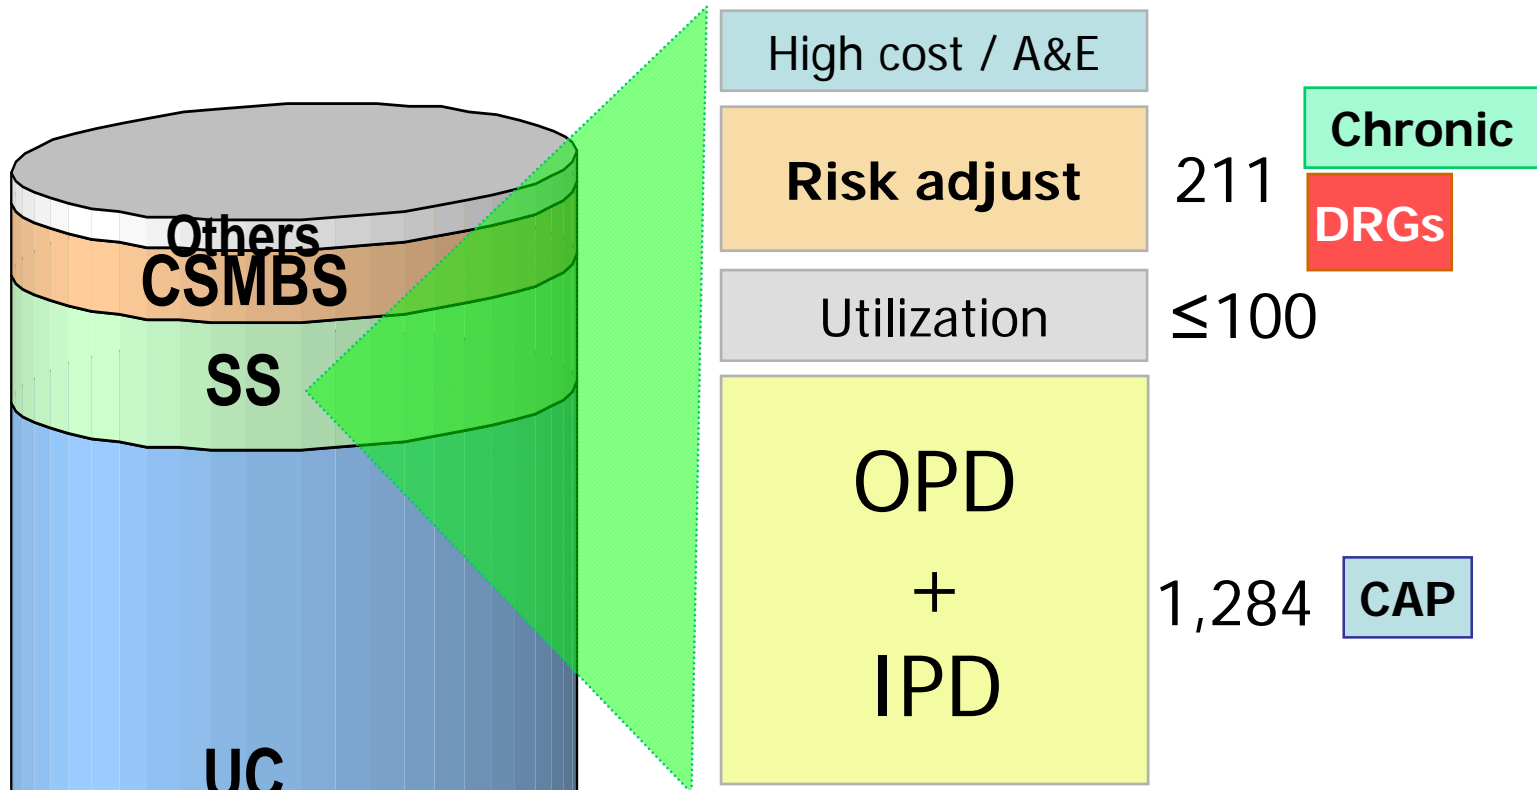 Others
CSMBS
SS
UC
High cost / A&E
Risk adjust
211
Chronic
DRGs
Utilization
≤100
OPD
+
IPD
1,284
CAP